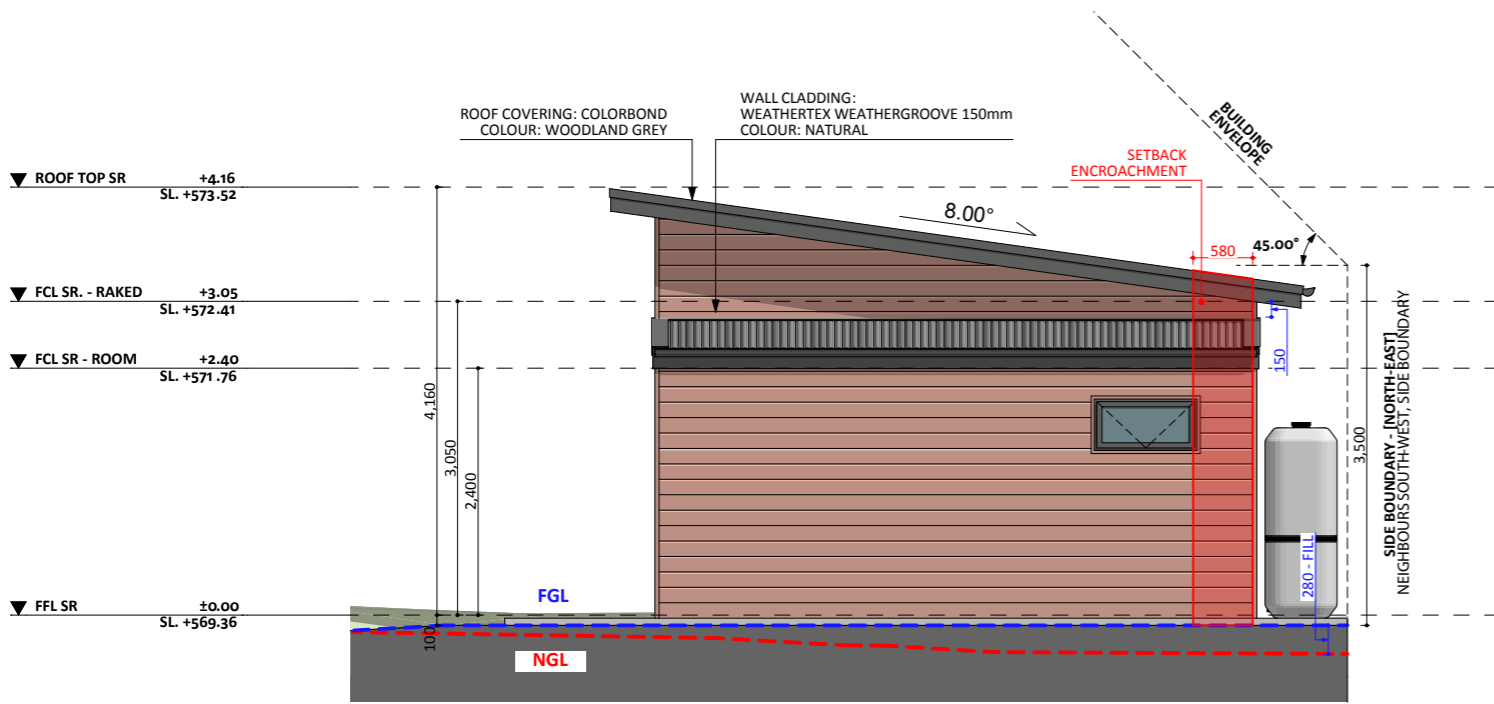 WALL CLADDING:
WEATHERTEX WEATHERGROOVE 150mm
COLOUR: NATURAL
ROOF COVERING: COLORBOND
COLOUR: WOODLAND GREY
BUILDING
ENVELOPE
SETBACK
ENCROACHMENT
ROOF TOP SR +4.16
SL. +573.52
8.00°
580
45.00°
FCL SR. - RAKED +3.05
SL. +572.41
FCL SR - ROOM +2.40
SL. +571.76
150
4,160
3,050
2,400
3,500
SIDE BOUNDARY - [NORTH-EAST]
NEIGHBOURS SOUTH-WEST, SIDE BOUNDARY
280 - FILL
FGL
FFL SR ±0.00
SL. +569.36
100
NGL